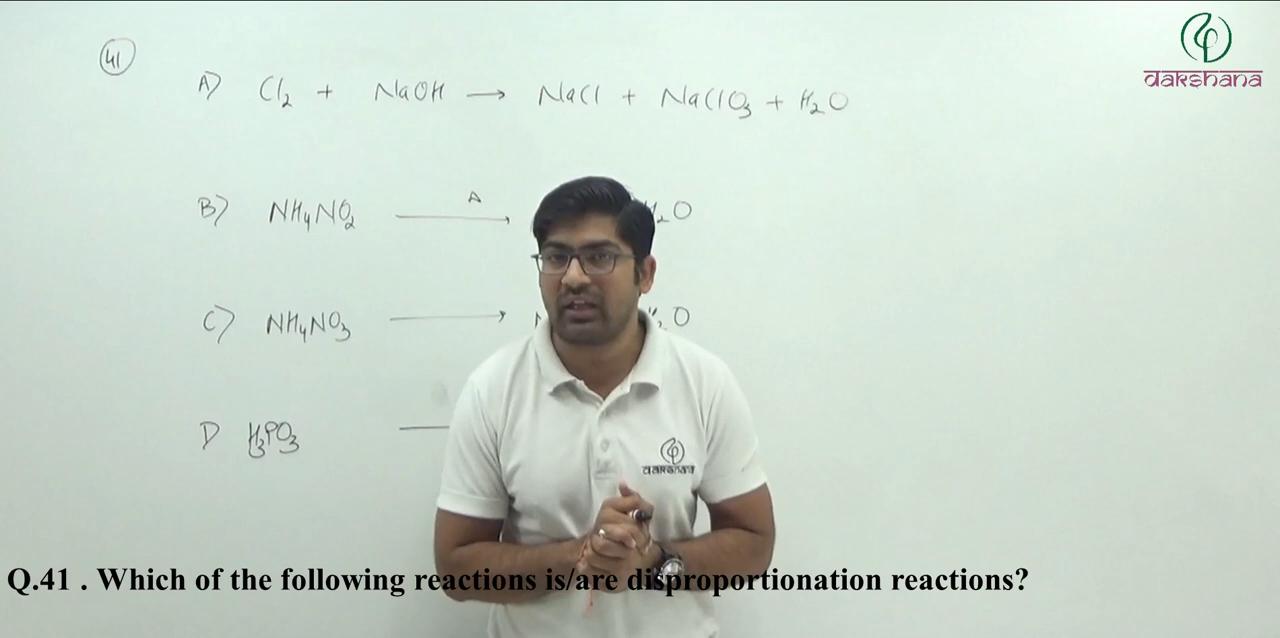 dakshana
41
A) Cl2 + NaOH → NaCl + NaClO3 + H2O
B) NH4NO2 → H2O
Δ
C) NH4NO3 → H2O
D H3PO3
dakshana
Q.41 . Which of the following reactions is/are disproportionation reactions?